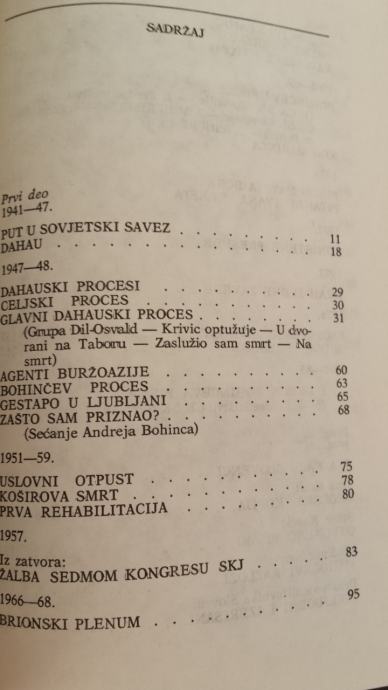 SADRŽAJ
Prvi deo
1941—47.
PUT U SOVJETSKI SAVEZ . . . . . . . . 11
DAHAU . . . . . . . . . . . . . . 18
1947—48.
DAHAUSKI PROCESI . . . . . . . . . 29
CELJSKI PROCES . . . . . . . . . . 30
GLAVNI DAHAUSKI PROCES . . . . . . . 31
(Grupa Dil-Osvald — Krivic optužuje — U dvo-
rani na Taboru — Zaslužio sam smrt — Na
smrt)
AGENTI BURŽOAZIJE . . . . . . . . . 60
BOHINČEV PROCES . . . . . . . . . . 63
GESTAPO U LJUBLJANI . . . . . . . . 65
ZAŠTO SAM PRIZNAO? . . . . . . . . . 68
(Sećanje Andreja Bohinca)
1951—59.
USLOVNI OTPUST . . . . . . . . . . 75
KOŠIROVA SMRT . . . . . . . . . . . 78
PRVA REHABILITACIJA . . . . . . . . 80
1957.
Iz zatvora:
ŽALBA SEDMOM KONGRESU SKJ . . . . . 83
1966—68.
BRIONSKI PLENUM . . . . . . . . . . 95